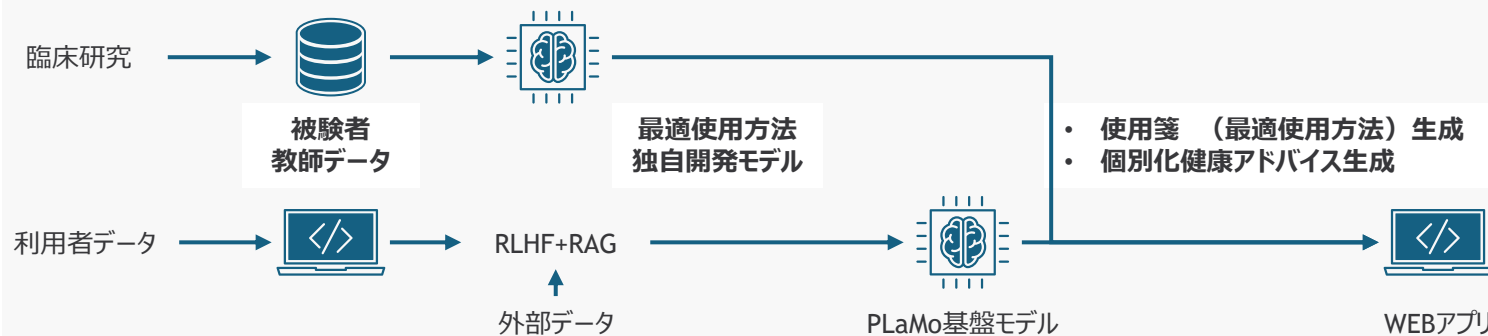 臨床研究
被験者
教師データ
最適使用方法
独自開発モデル
• 使用箋 （最適使用方法）生成
• 個別化健康アドバイス生成
利用者データ
</>
RLHF+RAG
</>
外部データ
PLaMo基盤モデル
WEBアプリ